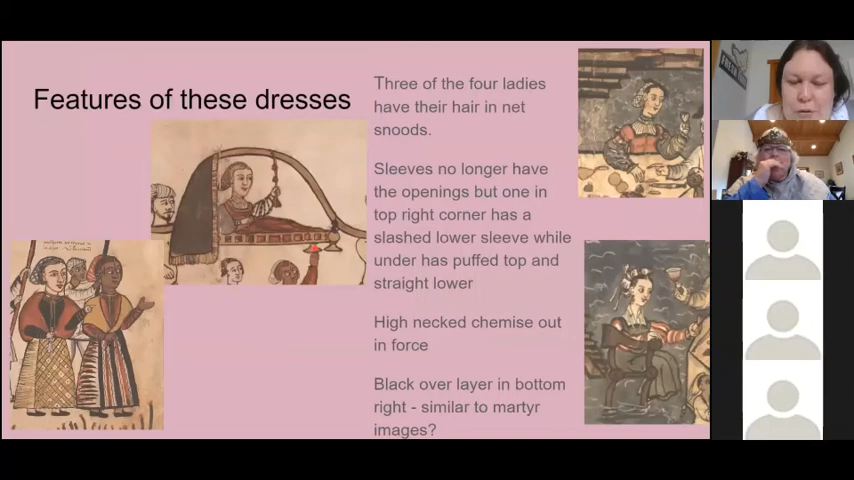 Features of these dresses
Three of the four ladies
have their hair in net
snoods.
Sleeves no longer have
the openings but one in
top right corner has a
slashed lower sleeve while
under has puffed top and
straight lower
High necked chemise out
in force
Black over layer in bottom
right - similar to martyr
images?